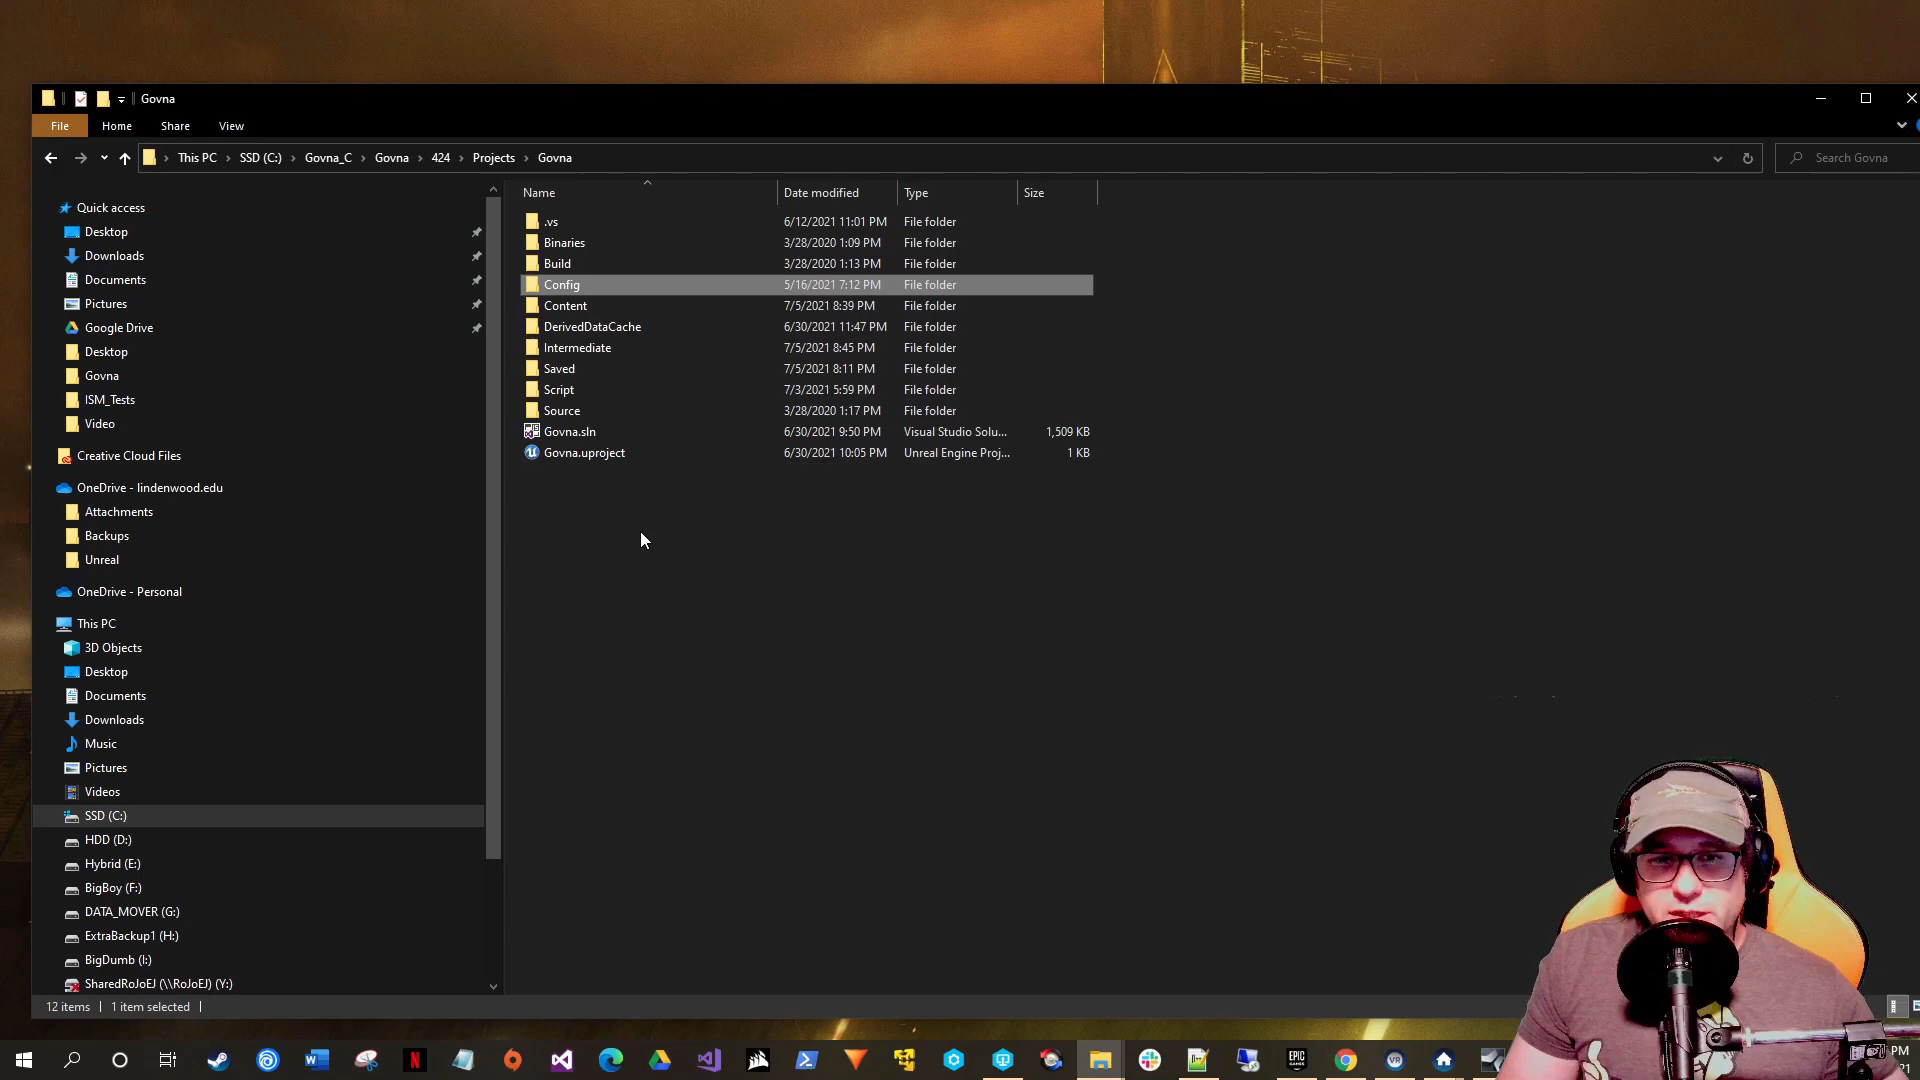 Govna
File Home Share View
This PC SSD (C:) Govna_C Govna 424 Projects Govna
Search Govna
Name Date modified Type Size
.vs 6/12/2021 11:01 PM File folder
Binaries 3/28/2020 1:09 PM File folder
Build 3/28/2020 1:13 PM File folder
Config 5/16/2021 7:12 PM File folder
Content 7/5/2021 8:39 PM File folder
DerivedDataCache 6/30/2021 11:47 PM File folder
Intermediate 7/5/2021 8:45 PM File folder
Saved 7/5/2021 8:11 PM File folder
Script 7/3/2021 5:59 PM File folder
Source 3/28/2020 1:17 PM File folder
Govna.sln 6/30/2021 9:50 PM Visual Studio Solu... 1,509 KB
Govna.uproject 6/30/2021 10:05 PM Unreal Engine Proj... 1 KB
Quick access
Desktop
Downloads
Documents
Pictures
Google Drive
Desktop
Govna
ISM_Tests
Video
Creative Cloud Files
OneDrive - lindenwood.edu
Attachments
Backups
Unreal
OneDrive - Personal
This PC
3D Objects
Desktop
Documents
Downloads
Music
Pictures
Videos
SSD (C:)
HDD (D:)
Hybrid (E:)
BigBoy (F:)
DATA_MOVER (G:)
ExtraBackup1 (H:)
BigDumb (I:)
SharedRoJoEJ (\\RoJoEJ) (Y:)
12 items 1 item selected
EPIC GAMES
VR
PM
21